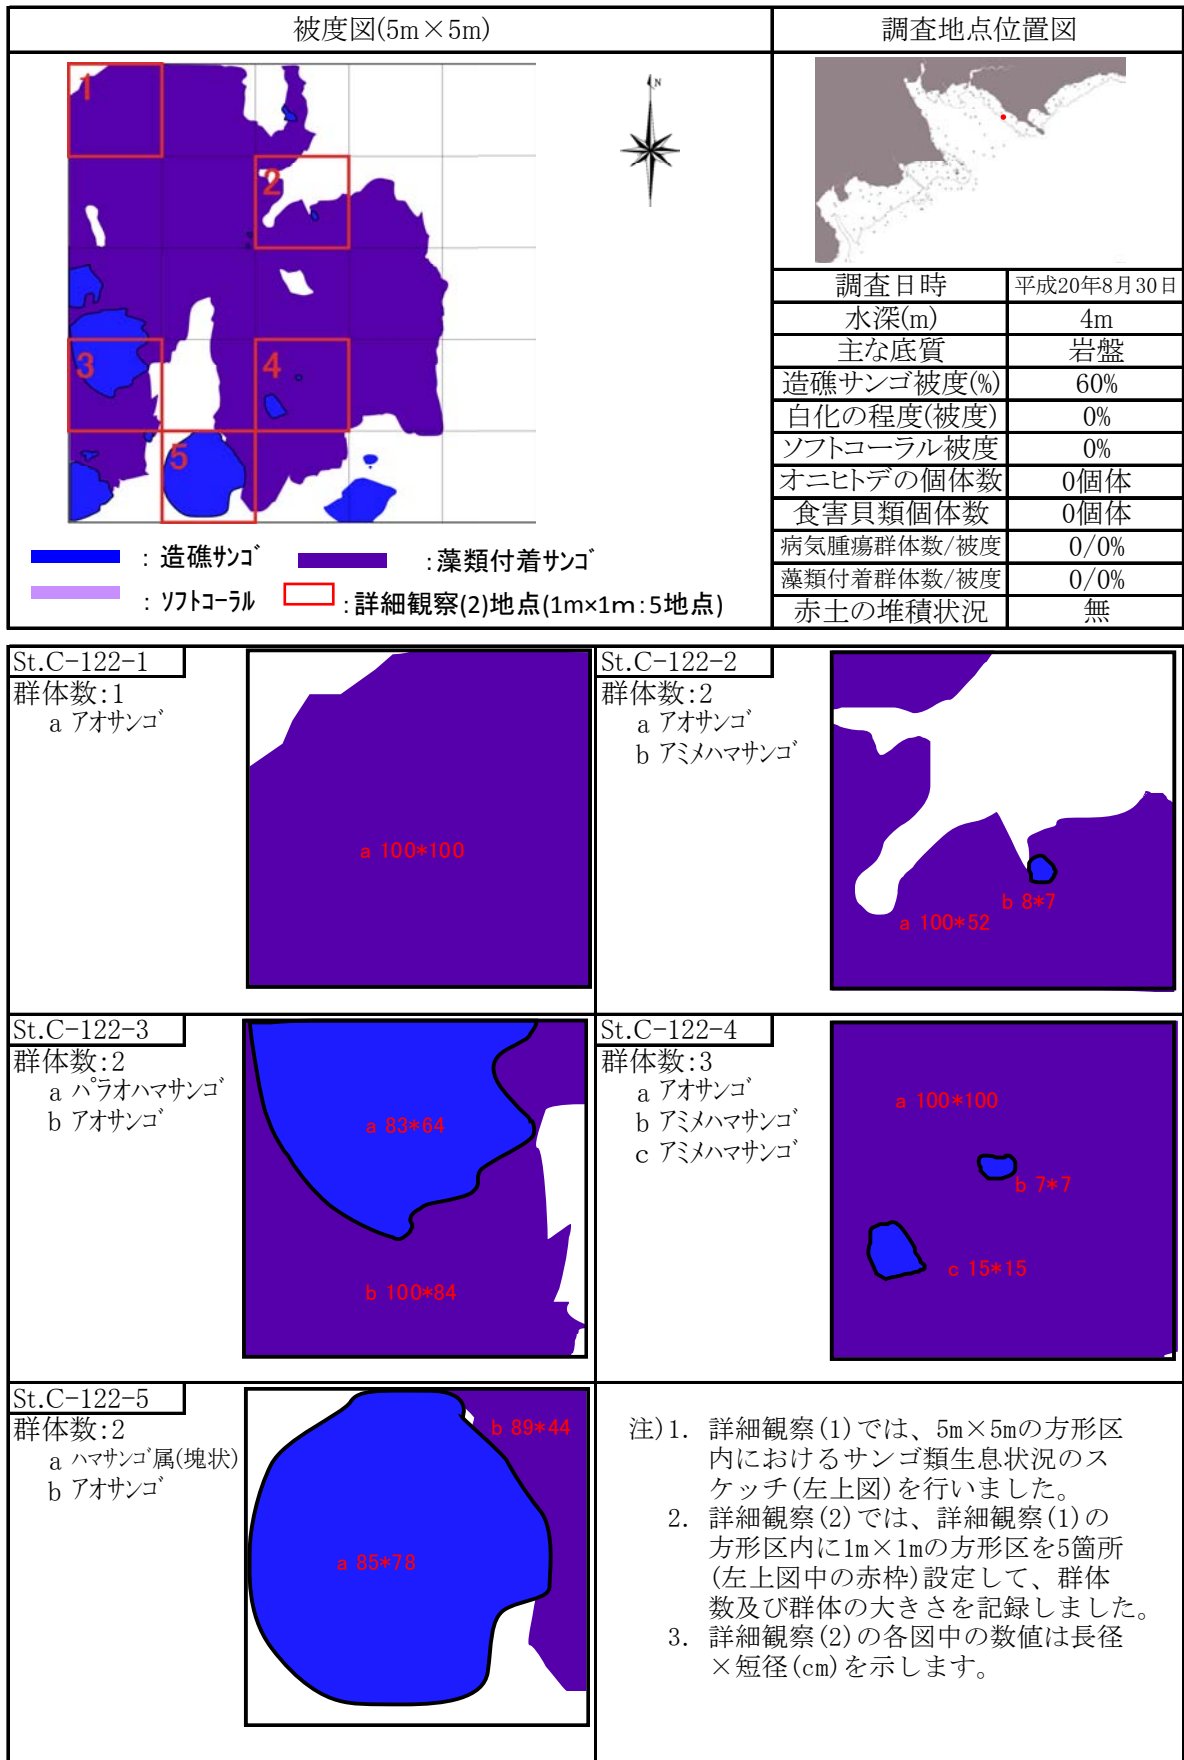 被度図(5m×5m)
調査地点位置図
1
2
3
4
5
N
調査日時 平成20年8月30日
水深(m) 4m
主な底質 岩盤
造礁サンゴ被度(%) 60%
白化の程度(被度) 0%
ソフトコーラル被度 0%
オニヒトデの個体数 0個体
食害貝類個体数 0個体
病気腫瘍群体数/被度 0/0%
藻類付着群体数/被度 0/0%
赤土の堆積状況 無
：造礁ｻﾝｺﾞ ：藻類付着ｻﾝｺﾞ
：ｿﾌﾄｺｰﾗﾙ ：詳細観察(2)地点(1m×1m：5地点)
St.C-122-1
群体数:1
a ｱｵｻﾝｺﾞ
a 100*100
St.C-122-2
群体数:2
a ｱｵｻﾝｺﾞ
b ｱﾐﾒﾊﾏｻﾝｺﾞ
b 8*7
a 100*52
St.C-122-3
群体数:2
a ﾊﾟﾗｵﾊﾏｻﾝｺﾞ
b ｱｵｻﾝｺﾞ
a 83*64
b 100*84
St.C-122-4
群体数:3
a ｱｵｻﾝｺﾞ
b ｱﾐﾒﾊﾏｻﾝｺﾞ
c ｱﾐﾒﾊﾏｻﾝｺﾞ
a 100*100
b 7*7
c 15*15
St.C-122-5
群体数:2
a ﾊﾏｻﾝｺﾞ属(塊状)
b ｱｵｻﾝｺﾞ
b 89*44
a 85*78
注)1. 詳細観察(1)では、5m×5mの方形区
内におけるサンゴ類生息状況のス
ケッチ(左上図)を行いました。
2. 詳細観察(2)では、詳細観察(1)の
方形区内に1m×1mの方形区を5箇所
(左上図中の赤枠)設定して、群体
数及び群体の大きさを記録しました。
3. 詳細観察(2)の各図中の数値は長径
×短径(cm)を示します。